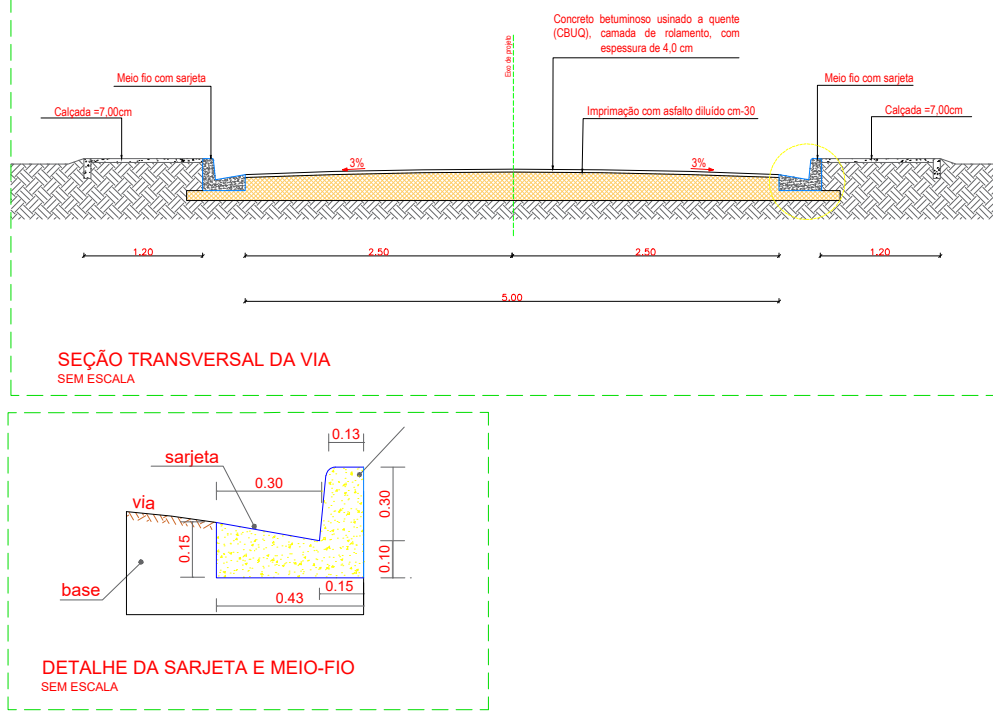 Concreto betuminoso usinado a quente
(CBUQ), camada de rolamento, com
espessura de 4,0 cm
Eixo de projeto
Meio fio com sarjeta
Meio fio com sarjeta
Calçada =7,00cm
Imprimação com asfalto diluído cm-30
Calçada =7,00cm
3%
3%
1.20
2.50
2.50
1.20
5.00
SEÇÃO TRANSVERSAL DA VIA
SEM ESCALA
0.13
sarjeta
0.30
via
0.30
0.15
0.10
base
0.15
0.43
DETALHE DA SARJETA E MEIO-FIO
SEM ESCALA